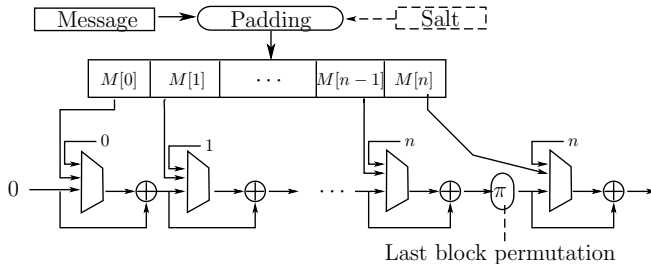 Message Padding Salt
M[0] M[1] ··· M[n−1] M[n]
0 1 n n
0 ··· π
Last block permutation